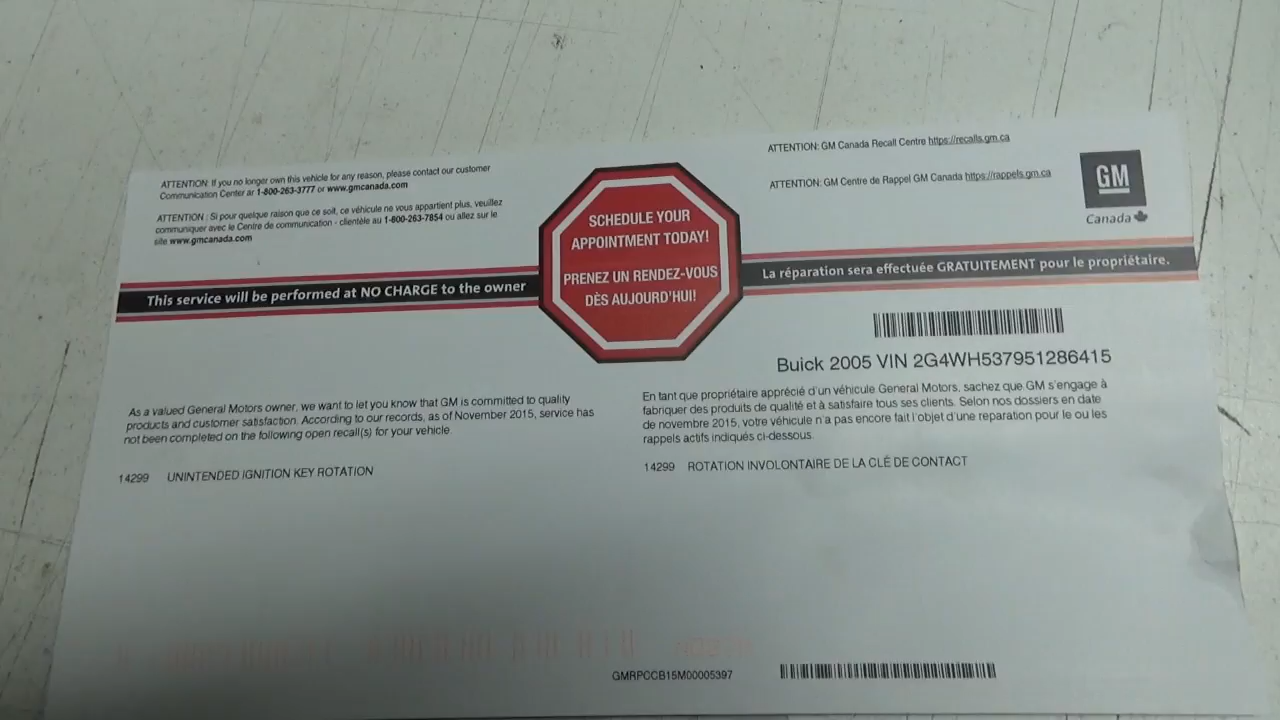 ATTENTION: If you no longer own this vehicle for any reason, please contact our customer
Communication Center ar 1-800-263-3777 or www.gmcanada.com
ATTENTION : Si pour quelque raison que ce soit, ce véhicule ne vous appartient plus, veuillez
communiquer avec le Centre de communication - clientèle au 1-800-263-7854 ou allez sur le
site www.gmcanada.com
ATTENTION: GM Canada Recall Centre https://recalls.gm.ca
ATTENTION: GM Centre de Rappel GM Canada https://rappels.gm.ca
GM
Canada
SCHEDULE YOUR
APPOINTMENT TODAY!
PRENEZ UN RENDEZ-VOUS
DÈS AUJOURD'HUI!
This service will be performed at NO CHARGE to the owner
La réparation sera effectuée GRATUITEMENT pour le propriétaire.
Buick 2005 VIN 2G4WH537951286415
As a valued General Motors owner, we want to let you know that GM is committed to quality
products and customer satisfaction. According to our records, as of November 2015, service has
not been completed on the following open recall(s) for your vehicle.
14299 UNINTENDED IGNITION KEY ROTATION
En tant que propriétaire apprécié d'un véhicule General Motors, sachez que GM s'engage à
fabriquer des produits de qualité et à satisfaire tous ses clients. Selon nos dossiers en date
de novembre 2015, votre véhicule n'a pas encore fait l'objet d'une reparation pour le ou les
rappels actifs indiqués ci-dessous.
14299 ROTATION INVOLONTAIRE DE LA CLÉ DE CONTACT
GMRPCCB15M00005397